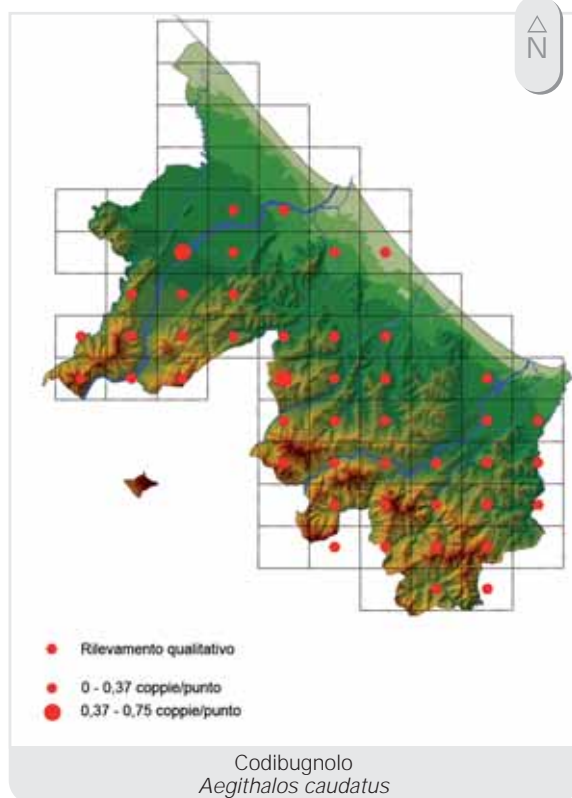 N
Rilevamento qualitativo
0 - 0,37 coppie/punto
0,37 - 0,75 coppie/punto
Codibugnolo
Aegithalos caudatus